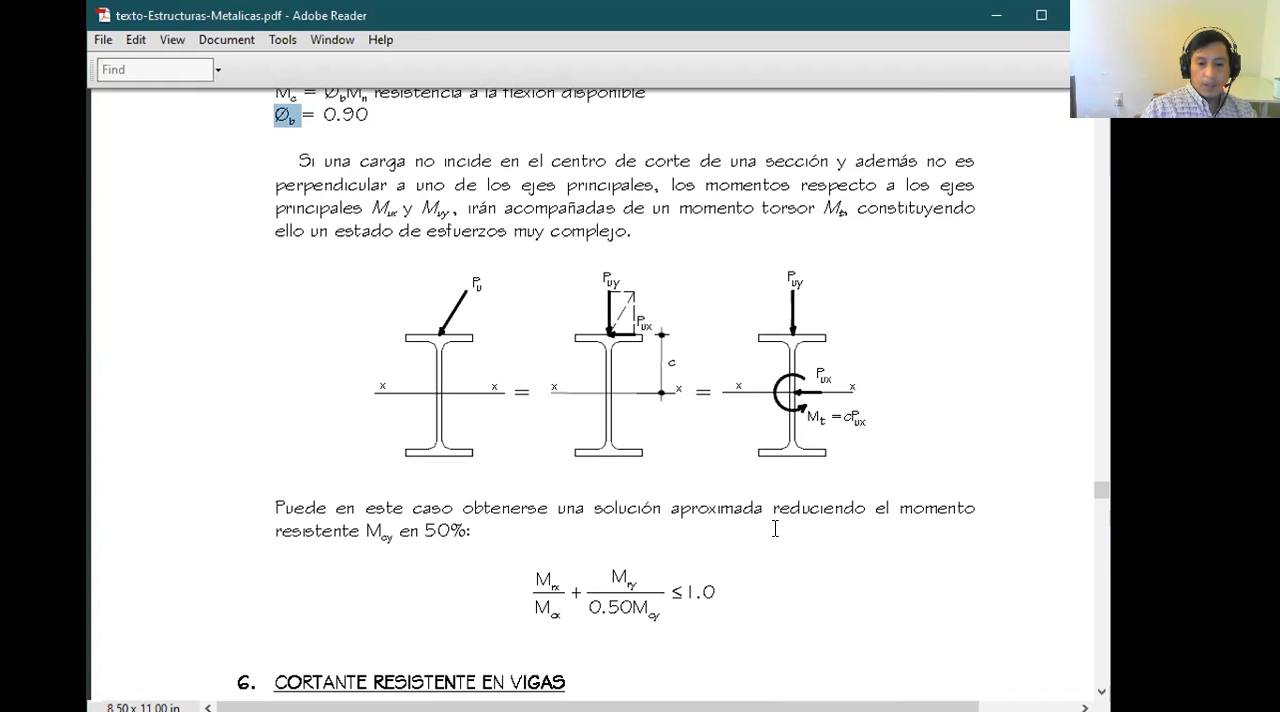 texto-Estructuras-Metalicas.pdf - Adobe Reader
File Edit View Document Tools Window Help
Find
Mc = ØbMn resistencia a la flexión disponible
Øb = 0.90
Si una carga no incide en el centro de corte de una sección y además no es
perpendicular a uno de los ejes principales, los momentos respecto a los ejes
principales Mux y Muy, irán acompañadas de un momento torsor Mt, constituyendo
ello un estado de esfuerzos muy complejo.
Pu Puy Puy
Pux
c
Pux
x x = x x = x x
Mt = cPux
Puede en este caso obtenerse una solución aproximada reduciendo el momento
resistente Mcy en 50%:
Mrx/Mcx + Mry/0.50Mcy ≤ 1.0
6. CORTANTE RESISTENTE EN VIGAS
8.50 x 11.00 in